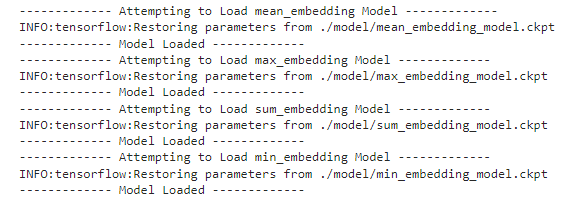 ------------- Attempting to Load mean_embedding Model -------------
INFO:tensorflow:Restoring parameters from ./model/mean_embedding_model.ckpt
------------- Model Loaded -------------
------------- Attempting to Load max_embedding Model -------------
INFO:tensorflow:Restoring parameters from ./model/max_embedding_model.ckpt
------------- Model Loaded -------------
------------- Attempting to Load sum_embedding Model -------------
INFO:tensorflow:Restoring parameters from ./model/sum_embedding_model.ckpt
------------- Model Loaded -------------
------------- Attempting to Load min_embedding Model -------------
INFO:tensorflow:Restoring parameters from ./model/min_embedding_model.ckpt
------------- Model Loaded -------------